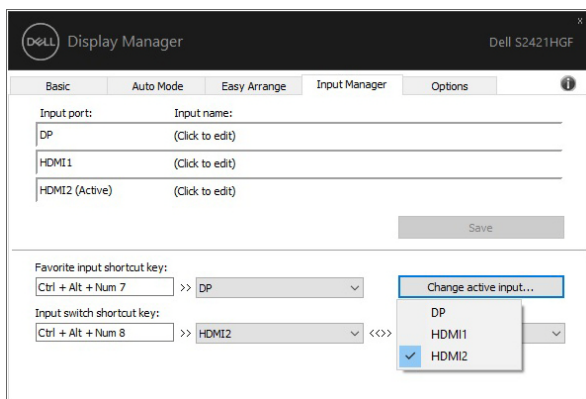 x
DELL Display Manager Dell S2421HGF
Basic Auto Mode Easy Arrange Input Manager Options i
Input port: Input name:
DP (Click to edit)
HDMI1 (Click to edit)
HDMI2 (Active) (Click to edit)
Save
Favorite input shortcut key:
Ctrl + Alt + Num 7 >> DP Change active input...
Input switch shortcut key:
Ctrl + Alt + Num 8 >> HDMI2 <<>>
DP
HDMI1
HDMI2